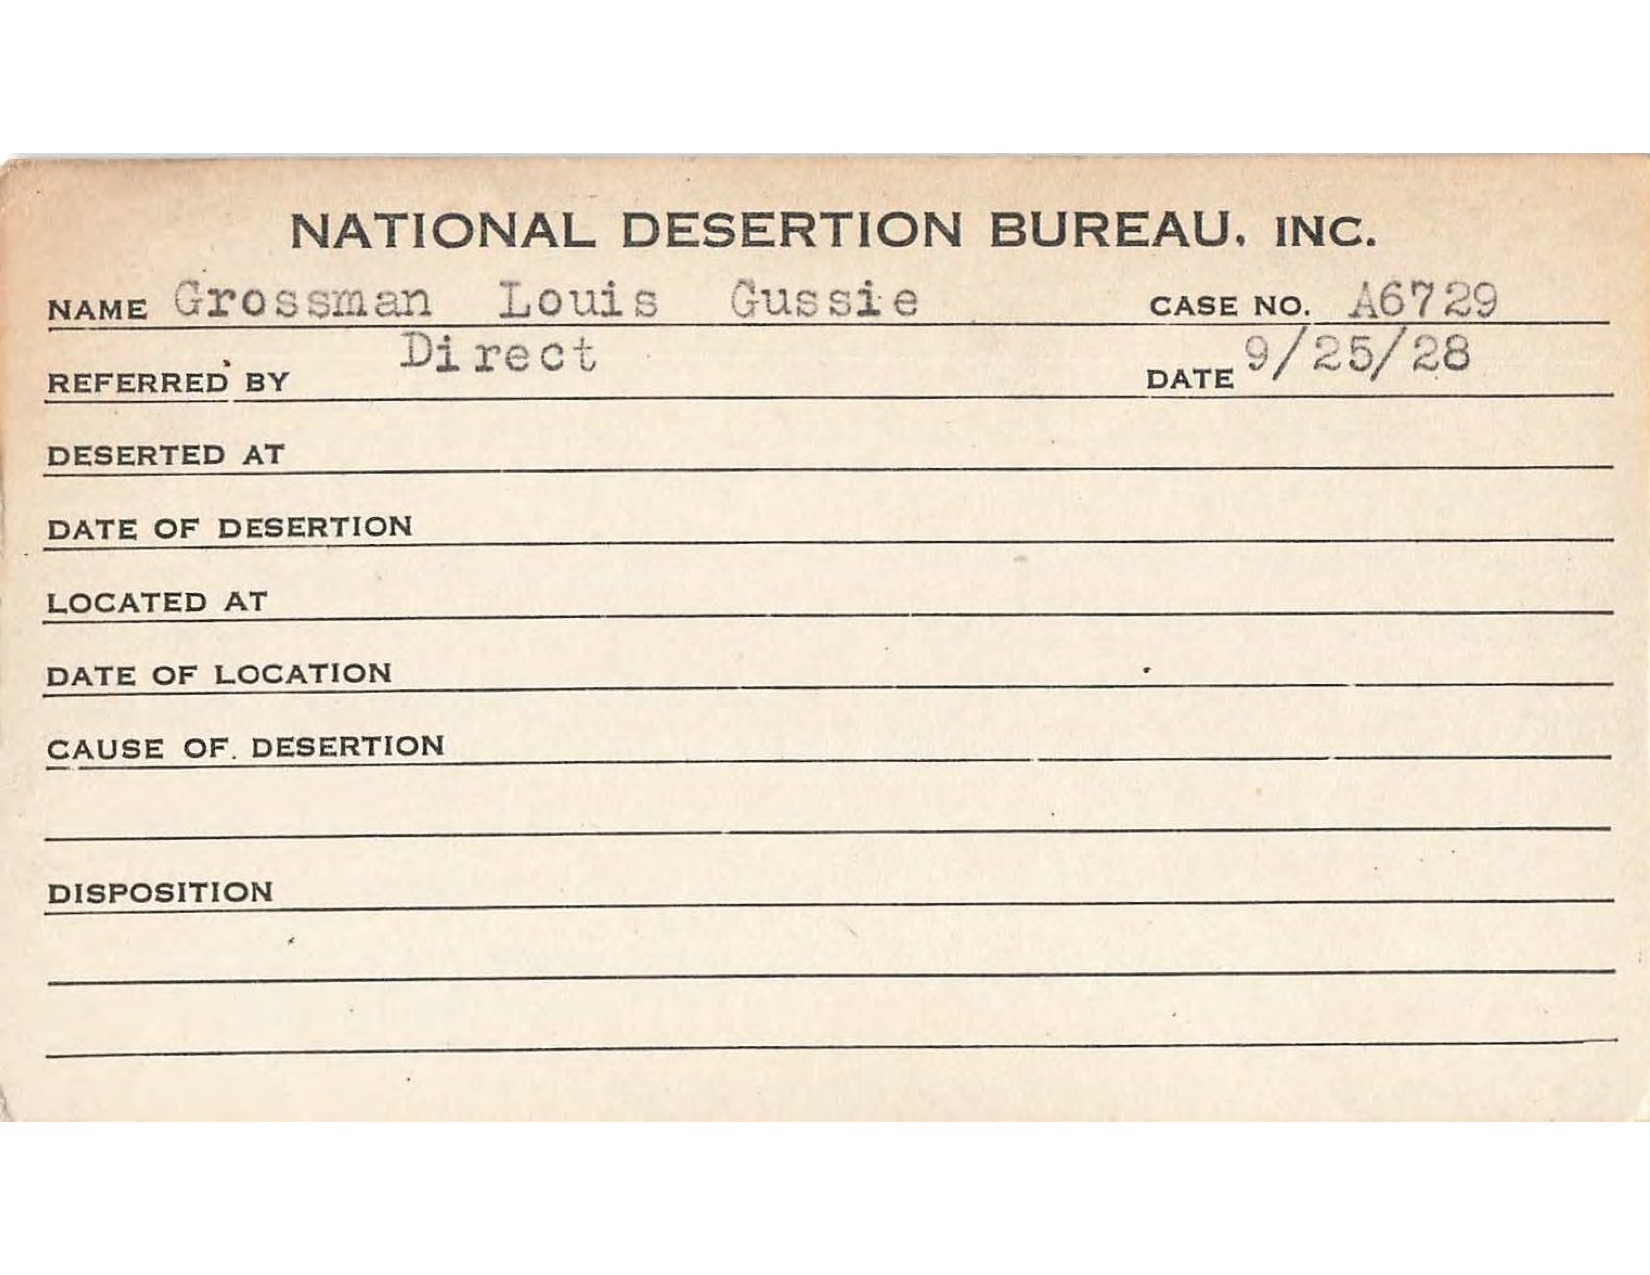 NATIONAL DESERTION BUREAU, INC.
NAME Grossman Louis Gussie CASE NO. A6729
REFERRED BY Direct DATE 9/25/28
DESERTED AT
DATE OF DESERTION
LOCATED AT
DATE OF LOCATION
CAUSE OF DESERTION
DISPOSITION